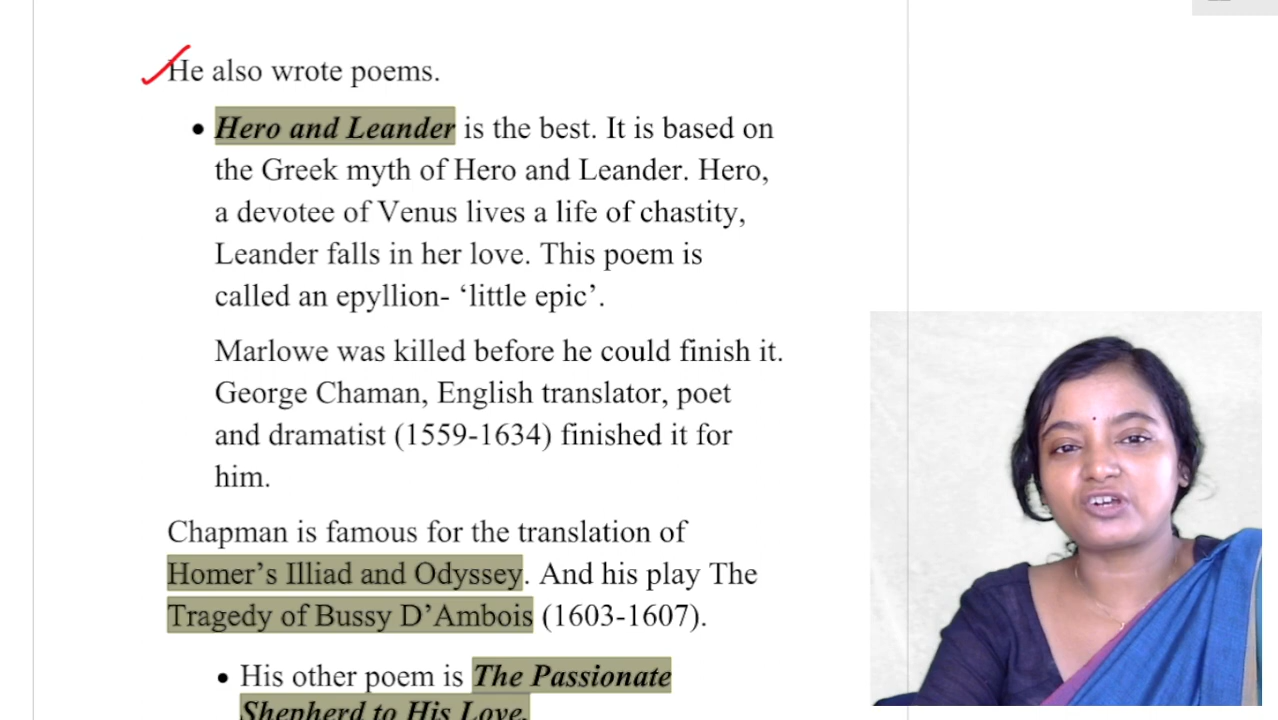 He also wrote poems.
Hero and Leander is the best. It is based on
the Greek myth of Hero and Leander. Hero,
a devotee of Venus lives a life of chastity,
Leander falls in her love. This poem is
called an epyllion- ‘little epic’.
Marlowe was killed before he could finish it.
George Chaman, English translator, poet
and dramatist (1559-1634) finished it for
him.
Chapman is famous for the translation of
Homer’s Illiad and Odyssey. And his play The
Tragedy of Bussy D’Ambois (1603-1607).
His other poem is The Passionate
Shepherd to His Love.